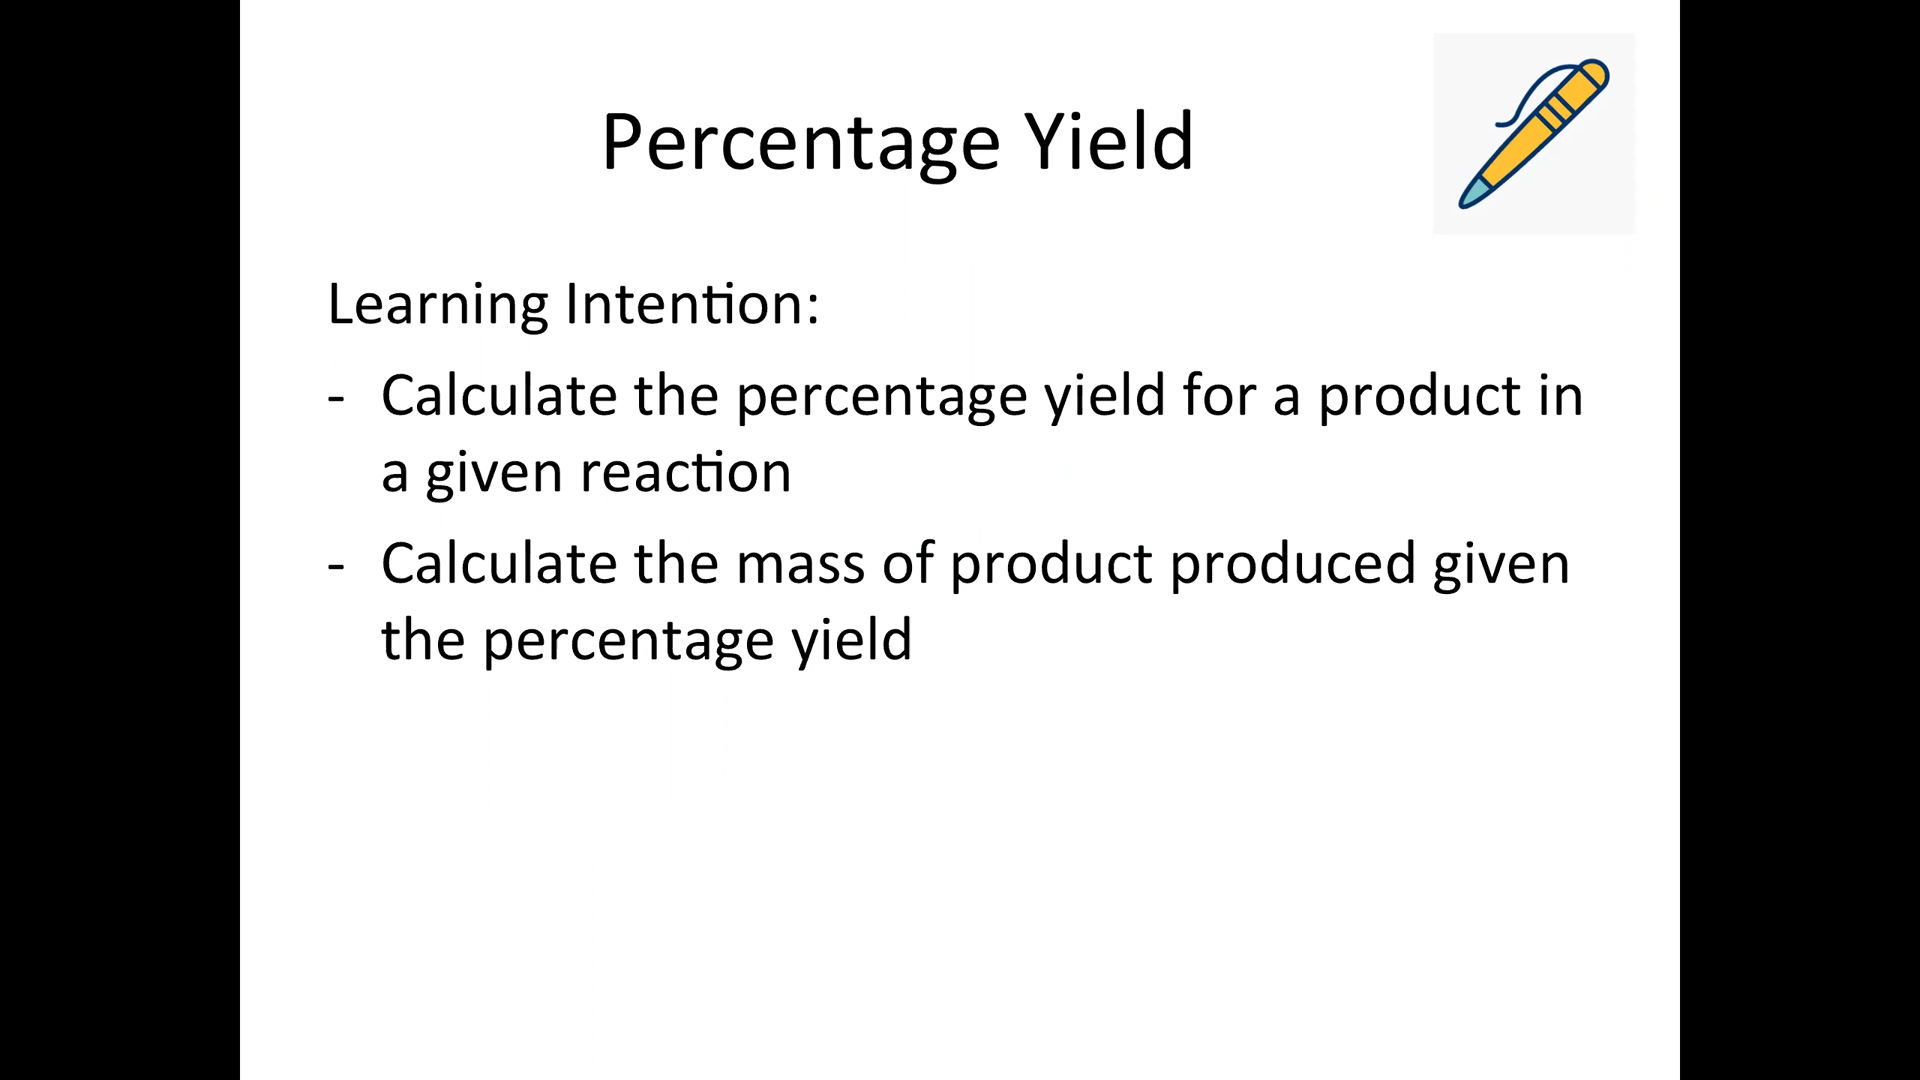 Percentage Yield
Learning Intention:
- Calculate the percentage yield for a product in
a given reaction
- Calculate the mass of product produced given
the percentage yield